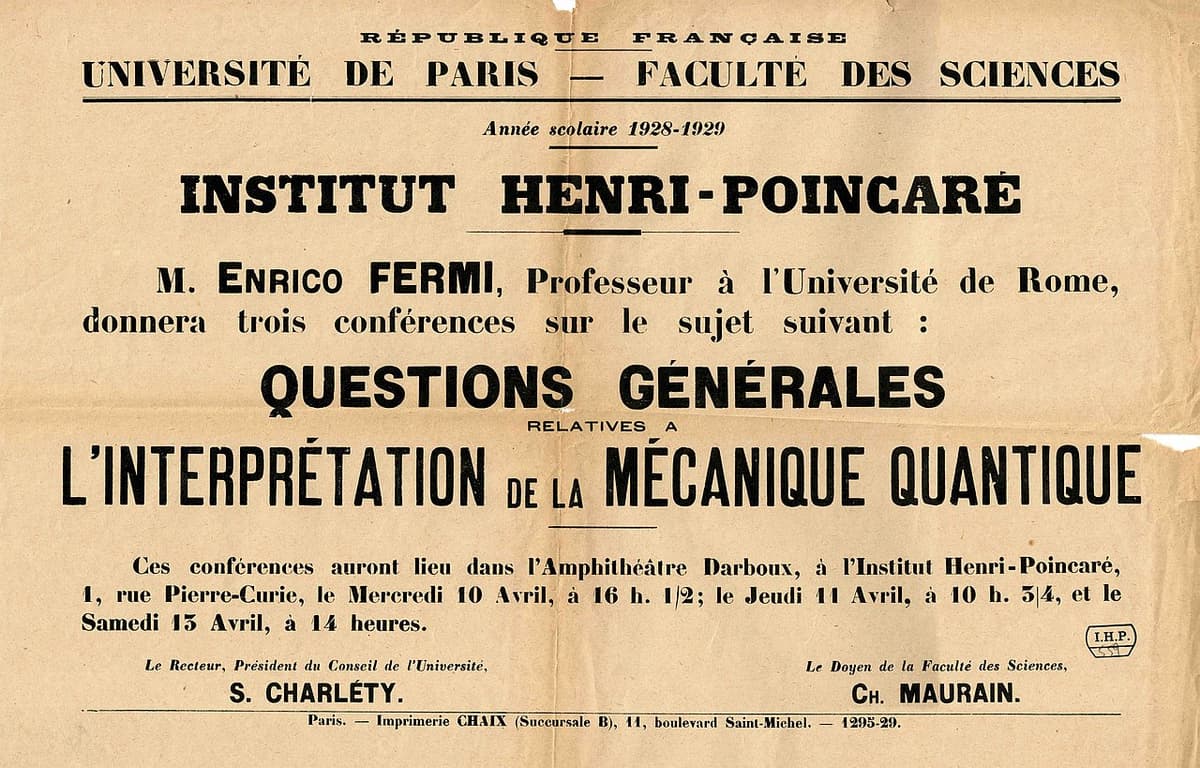 RÉPUBLIQUE FRANÇAISE
UNIVERSITÉ DE PARIS — FACULTÉ DES SCIENCES
Année scolaire 1928-1929
INSTITUT HENRI-POINCARÉ
M. ENRICO FERMI, Professeur à l'Université de Rome,
donnera trois conférences sur le sujet suivant :
QUESTIONS GÉNÉRALES
RELATIVES A
L'INTERPRÉTATION DE LA MÉCANIQUE QUANTIQUE
Ces conférences auront lieu dans l'Amphithéâtre Darboux, à l'Institut Henri-Poincaré,
1, rue Pierre-Curie, le Mercredi 10 Avril, à 16 h. 1/2; le Jeudi 11 Avril, à 10 h. 3/4, et le
Samedi 13 Avril, à 14 heures.
I.H.P.
559
Le Recteur, Président du Conseil de l'Université,
S. CHARLÉTY.
Le Doyen de la Faculté des Sciences,
CH. MAURAIN.
Paris. — Imprimerie CHAIX (Succursale B), 11, boulevard Saint-Michel. — 1295-29.